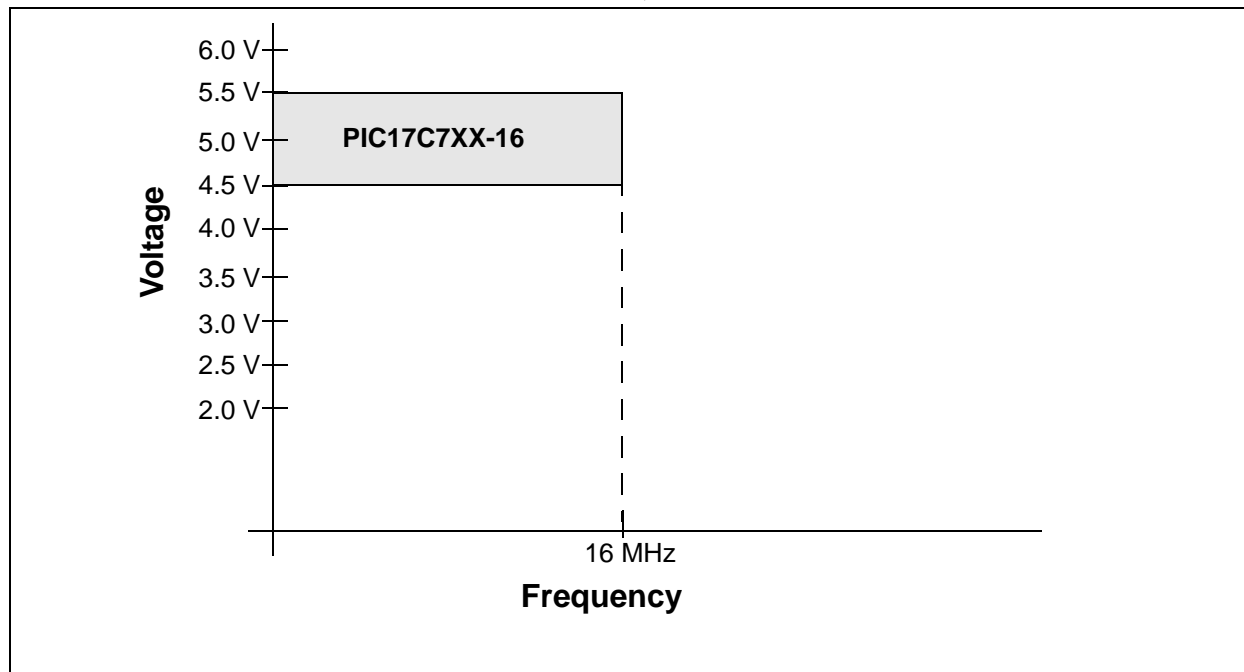 6.0 V
5.5 V
5.0 V
PIC17C7XX-16
4.5 V
4.0 V
Voltage
3.5 V
3.0 V
2.5 V
2.0 V
16 MHz
Frequency